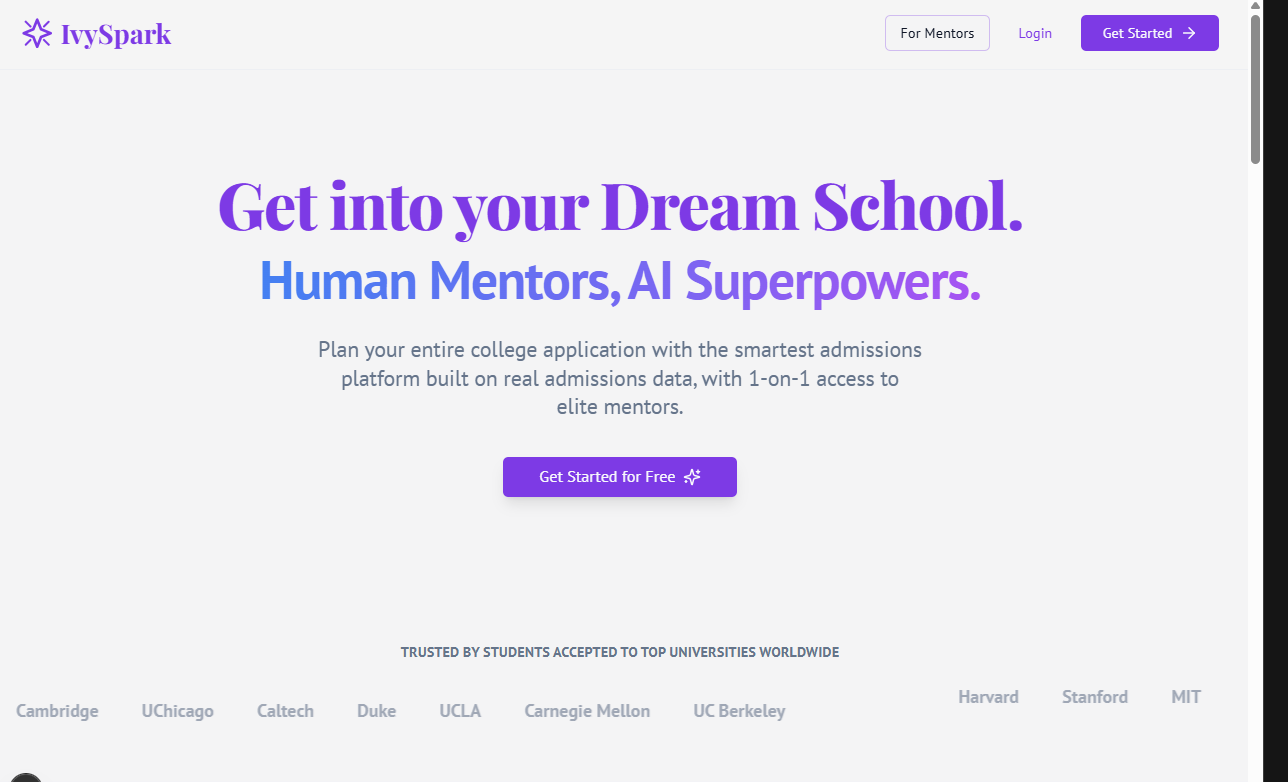 IvySpark
For Mentors
Login
Get Started
Get into your Dream School.
Human Mentors, AI Superpowers.
Plan your entire college application with the smartest admissions
platform built on real admissions data, with 1-on-1 access to
elite mentors.
Get Started for Free
TRUSTED BY STUDENTS ACCEPTED TO TOP UNIVERSITIES WORLDWIDE
Cambridge UChicago Caltech Duke UCLA Carnegie Mellon UC Berkeley
Harvard Stanford MIT